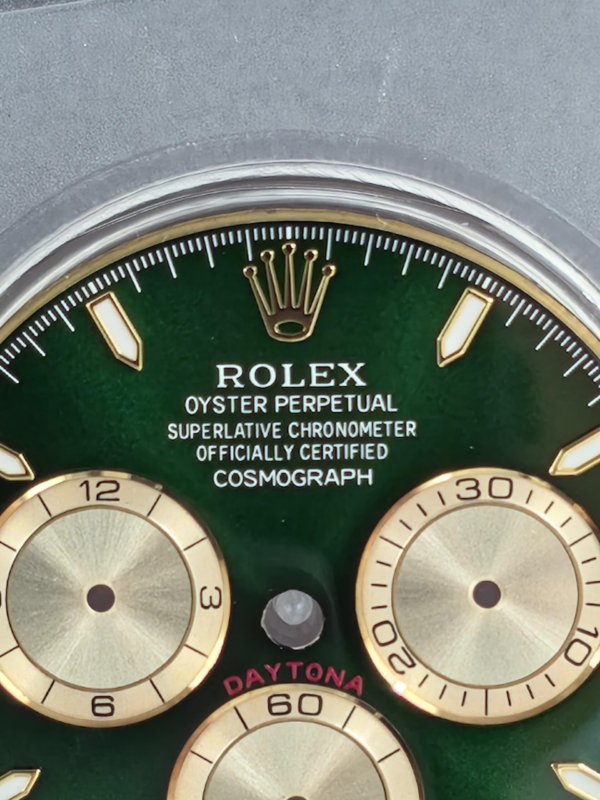 ROLEX
OYSTER PERPETUAL
SUPERLATIVE CHRONOMETER
OFFICIALLY CERTIFIED
COSMOGRAPH
12
3
6
30
10
20
DAYTONA
60